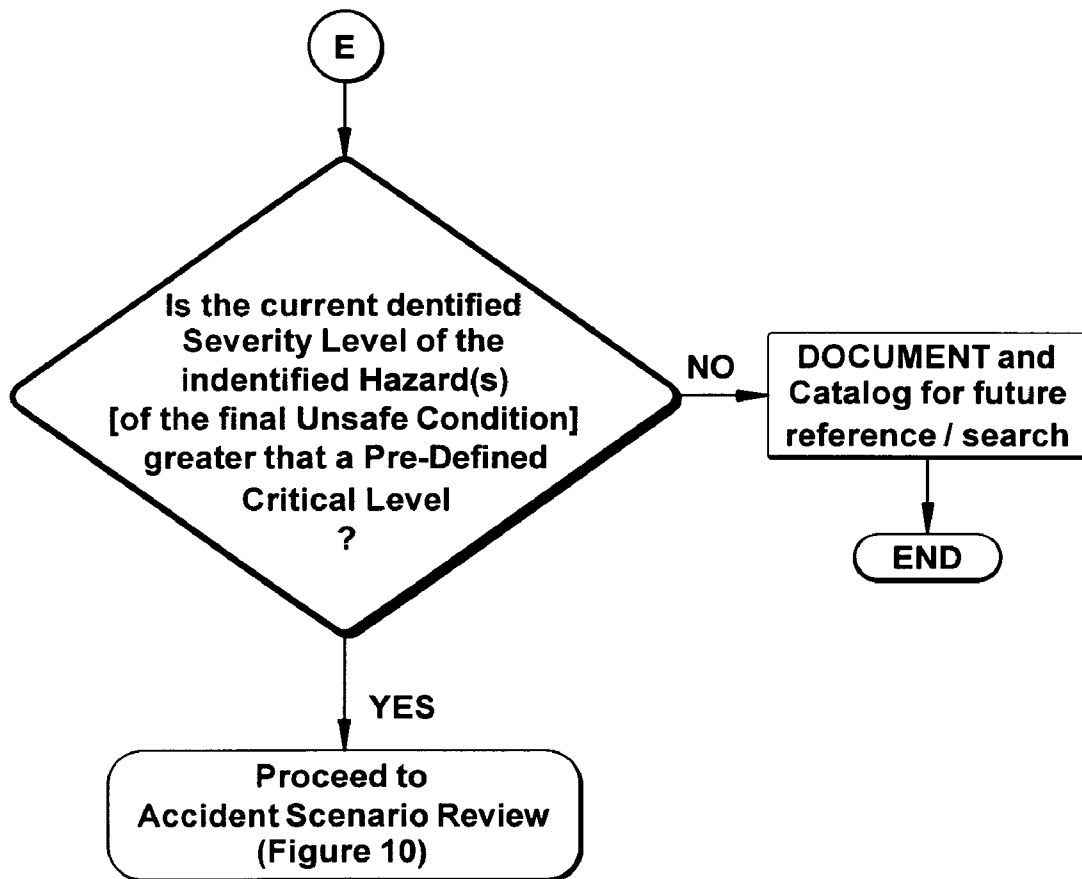 E
Is the current dentified
Severity Level of the
indentified Hazard(s)
[of the final Unsafe Condition]
greater that a Pre-Defined
Critical Level
?
NO
DOCUMENT and
Catalog for future
reference / search
END
YES
Proceed to
Accident Scenario Review
(Figure 10)